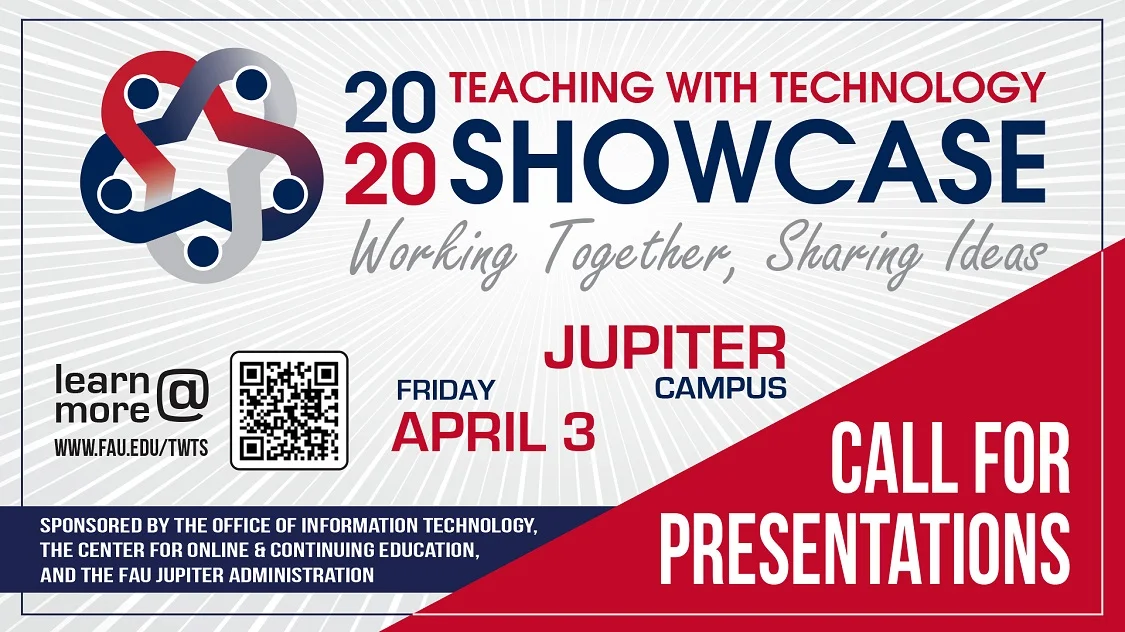 20
20
TEACHING WITH TECHNOLOGY
SHOWCASE
Working Together, Sharing Ideas
JUPITER
CAMPUS
FRIDAY
APRIL 3
learn
more @
WWW.FAU.EDU/TWTS
CALL FOR
PRESENTATIONS
SPONSORED BY THE OFFICE OF INFORMATION TECHNOLOGY,
THE CENTER FOR ONLINE & CONTINUING EDUCATION,
AND THE FAU JUPITER ADMINISTRATION